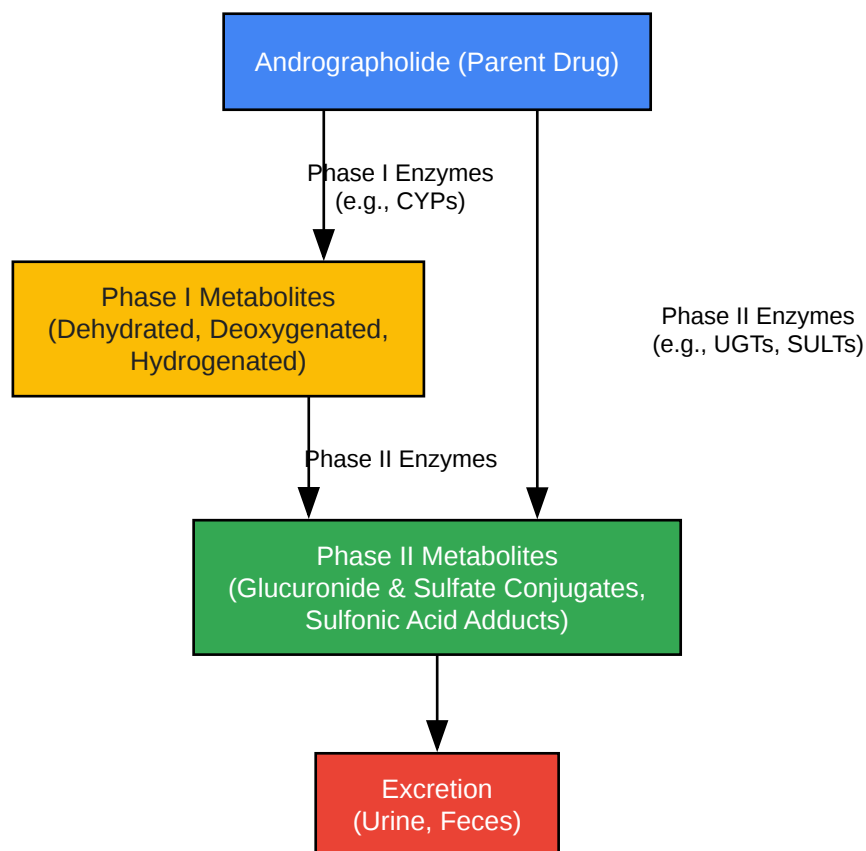 Andrographolide (Parent Drug)
Phase I Enzymes
(e.g., CYPs)
Phase I Metabolites
(Dehydrated, Deoxygenated,
Hydrogenated)
Phase II Enzymes
(e.g., UGTs, SULTs)
Phase II Enzymes
Phase II Metabolites
(Glucuronide & Sulfate Conjugates,
Sulfonic Acid Adducts)
Excretion
(Urine, Feces)